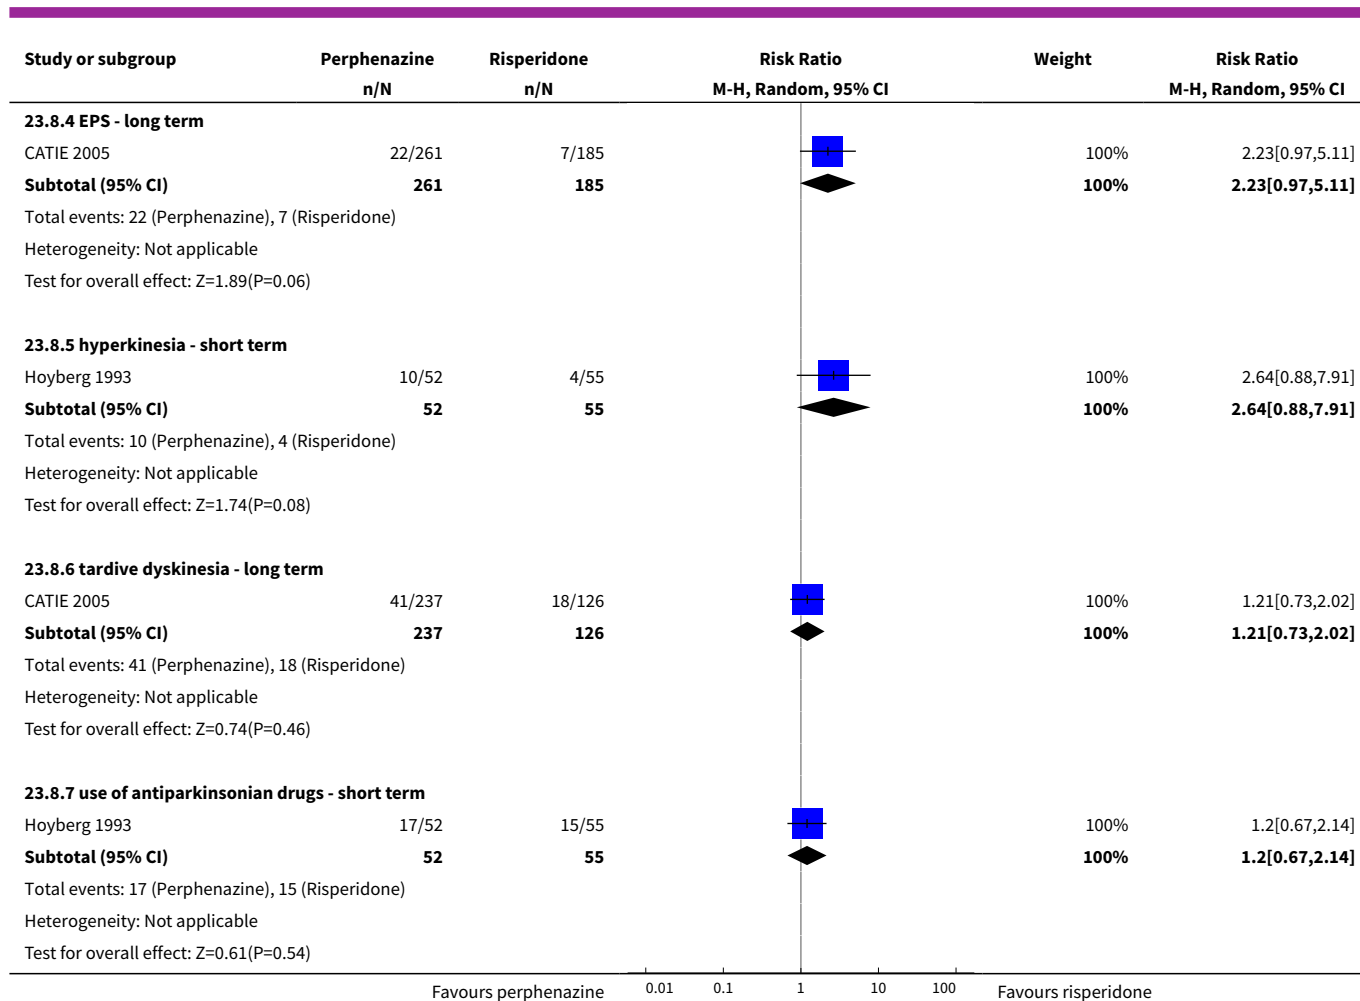 Study or subgroup Perphenazine Risperidone Risk Ratio Weight Risk Ratio
n/N n/N M-H, Random, 95% CI M-H, Random, 95% CI
23.8.4 EPS - long term
CATIE 2005 22/261 7/185 100% 2.23[0.97,5.11]
Subtotal (95% CI) 261 185 100% 2.23[0.97,5.11]
Total events: 22 (Perphenazine), 7 (Risperidone)
Heterogeneity: Not applicable
Test for overall effect: Z=1.89(P=0.06)
23.8.5 hyperkinesia - short term
Hoyberg 1993 10/52 4/55 100% 2.64[0.88,7.91]
Subtotal (95% CI) 52 55 100% 2.64[0.88,7.91]
Total events: 10 (Perphenazine), 4 (Risperidone)
Heterogeneity: Not applicable
Test for overall effect: Z=1.74(P=0.08)
23.8.6 tardive dyskinesia - long term
CATIE 2005 41/237 18/126 100% 1.21[0.73,2.02]
Subtotal (95% CI) 237 126 100% 1.21[0.73,2.02]
Total events: 41 (Perphenazine), 18 (Risperidone)
Heterogeneity: Not applicable
Test for overall effect: Z=0.74(P=0.46)
23.8.7 use of antiparkinsonian drugs - short term
Hoyberg 1993 17/52 15/55 100% 1.2[0.67,2.14]
Subtotal (95% CI) 52 55 100% 1.2[0.67,2.14]
Total events: 17 (Perphenazine), 15 (Risperidone)
Heterogeneity: Not applicable
Test for overall effect: Z=0.61(P=0.54)
Favours perphenazine 0.01 0.1 1 10 100 Favours risperidone